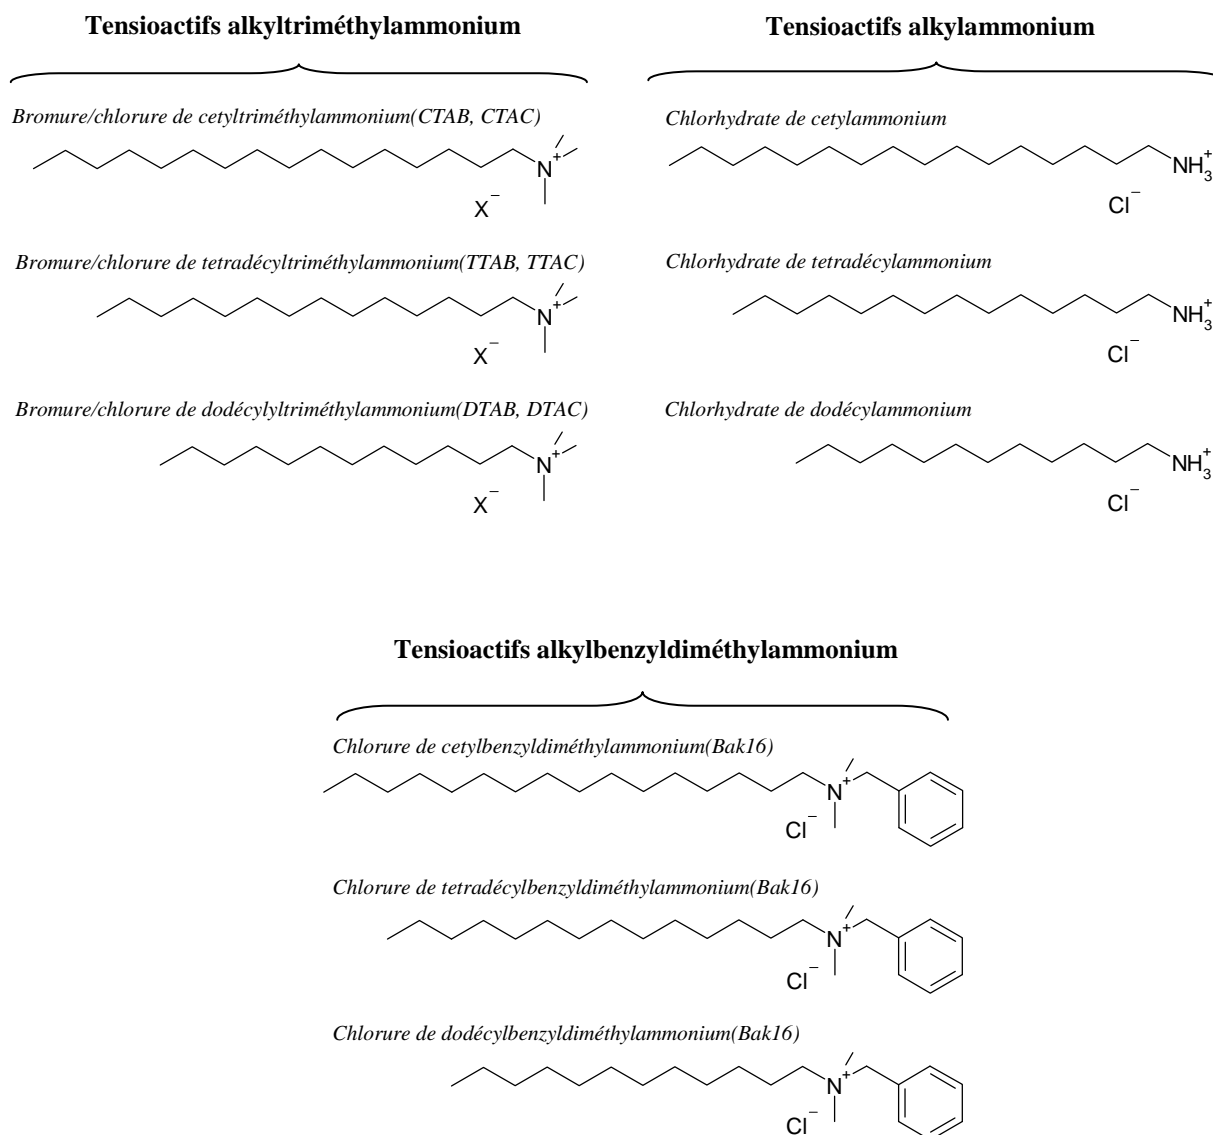 Tensioactifs alkyltriméthylammonium
Tensioactifs alkylammonium
Bromure/chlorure de cetyltriméthylammonium(CTAB, CTAC)
N+
X−
Bromure/chlorure de tetradécyltriméthylammonium(TTAB, TTAC)
N+
X−
Bromure/chlorure de dodécylyltriméthylammonium(DTAB, DTAC)
N+
X−
Chlorhydrate de cetylammonium
NH3+
Cl−
Chlorhydrate de tetradécylammonium
NH3+
Cl−
Chlorhydrate de dodécylammonium
NH3+
Cl−
Tensioactifs alkylbenzyldiméthylammonium
Chlorure de cetylbenzyldiméthylammonium(Bak16)
N+
Cl−
Chlorure de tetradécylbenzyldiméthylammonium(Bak16)
N+
Cl−
Chlorure de dodécylbenzyldiméthylammonium(Bak16)
N+
Cl−